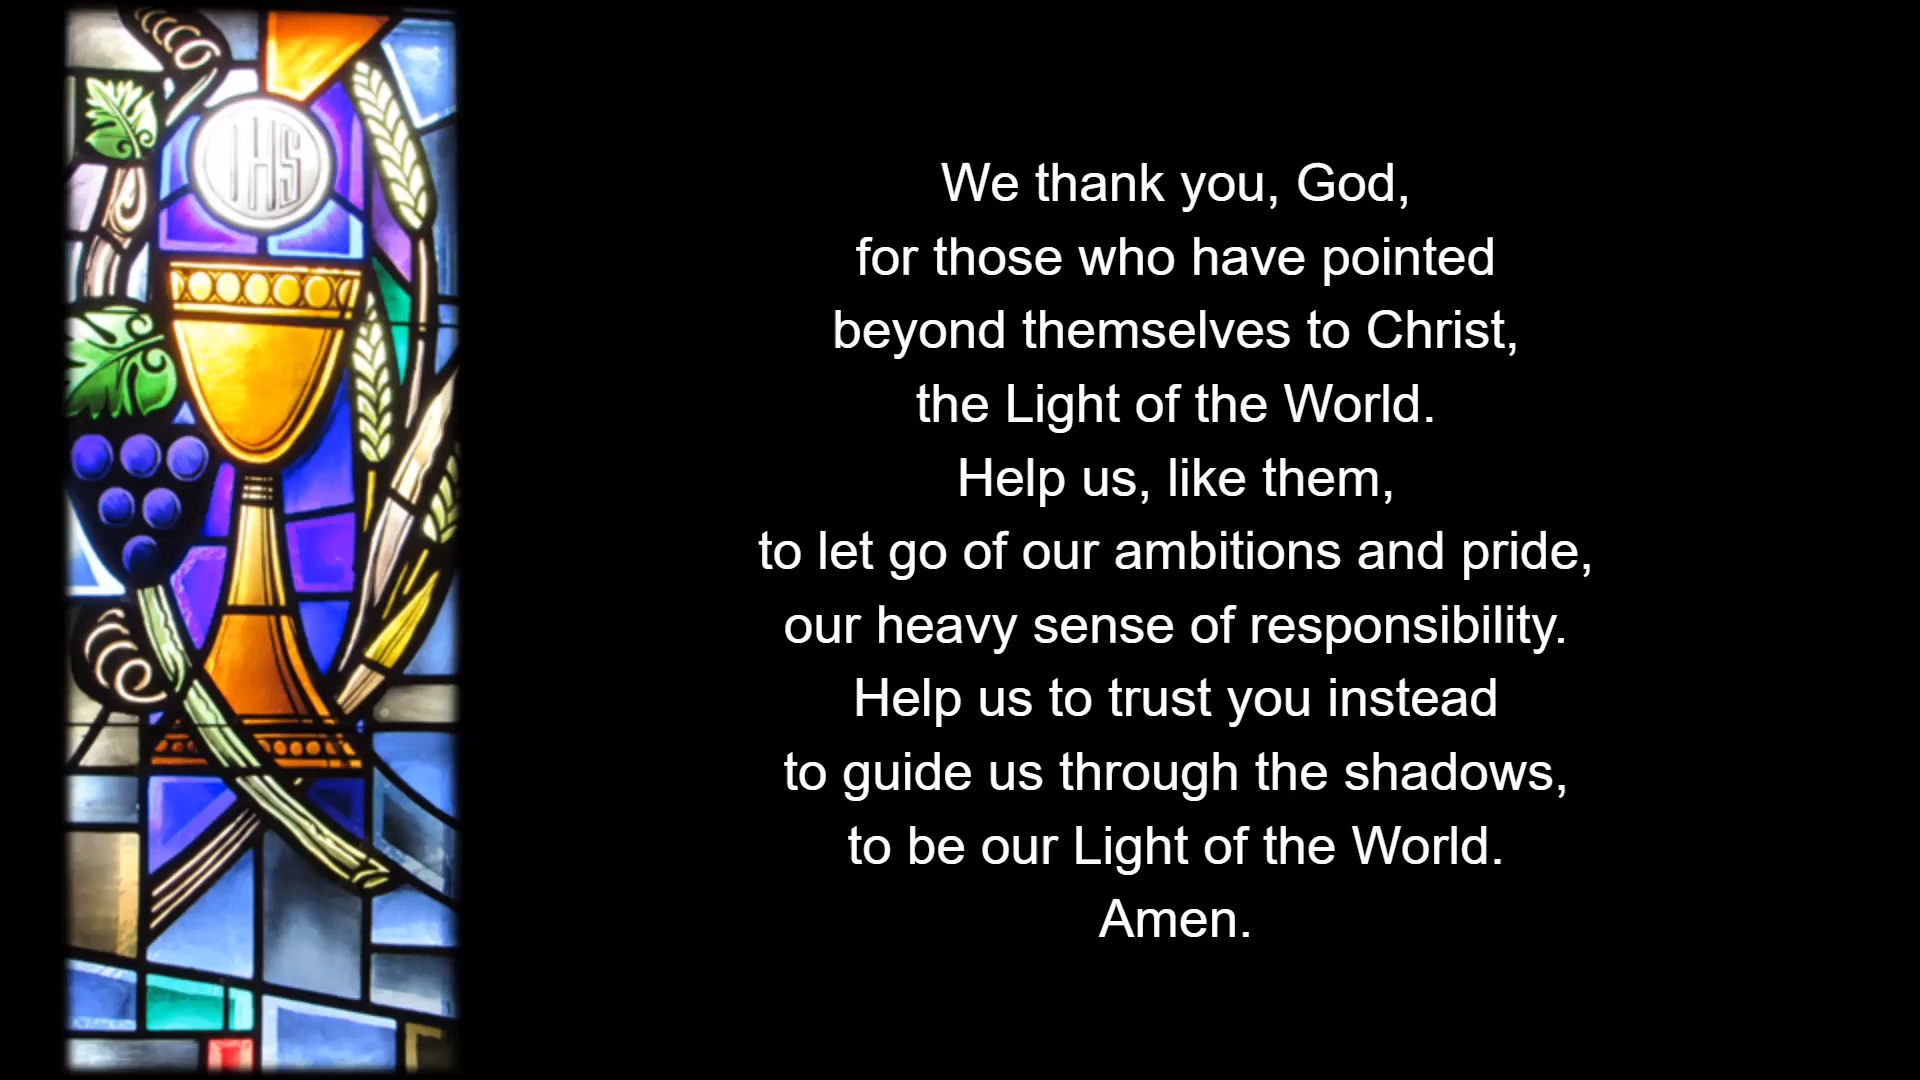 IHS
We thank you, God,
for those who have pointed
beyond themselves to Christ,
the Light of the World.
Help us, like them,
to let go of our ambitions and pride,
our heavy sense of responsibility.
Help us to trust you instead
to guide us through the shadows,
to be our Light of the World.
Amen.